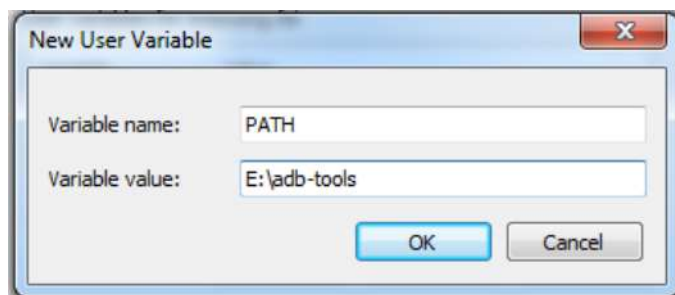 New User Variable
Variable name: PATH
Variable value: E:\adb-tools
OK Cancel